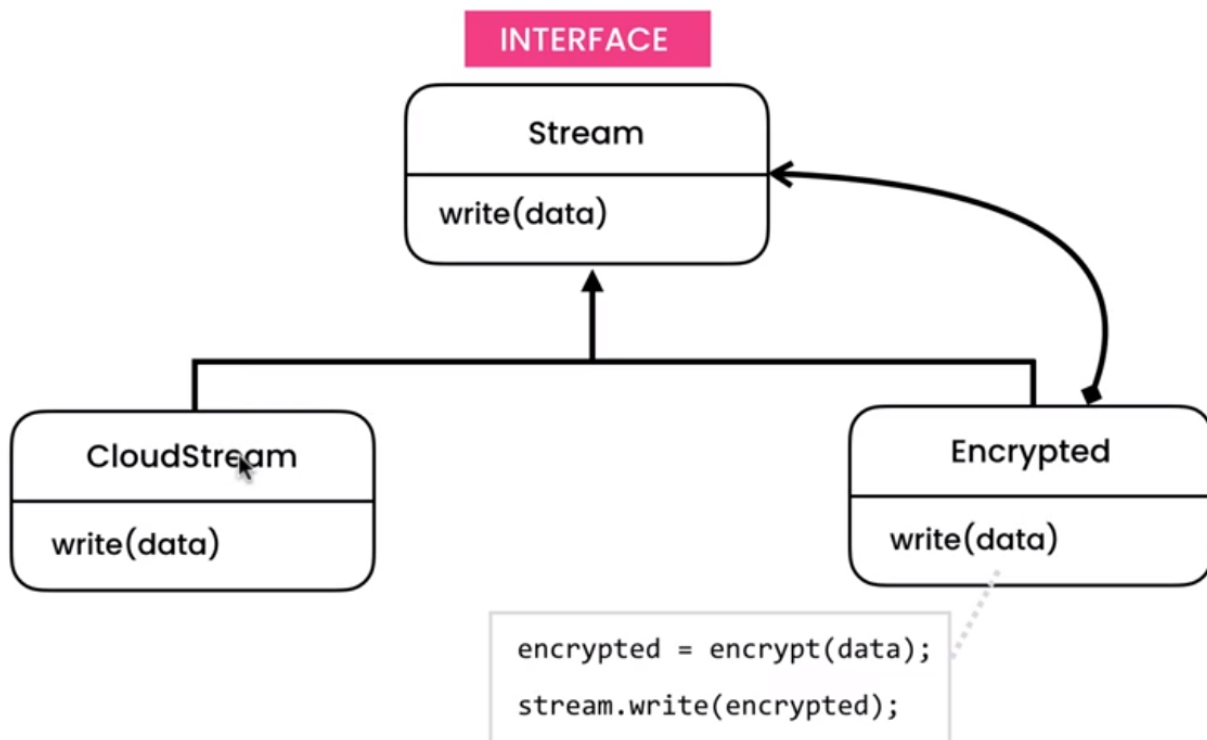 INTERFACE
Stream
write(data)
CloudStream
write(data)
Encrypted
write(data)
encrypted = encrypt(data);
stream.write(encrypted);